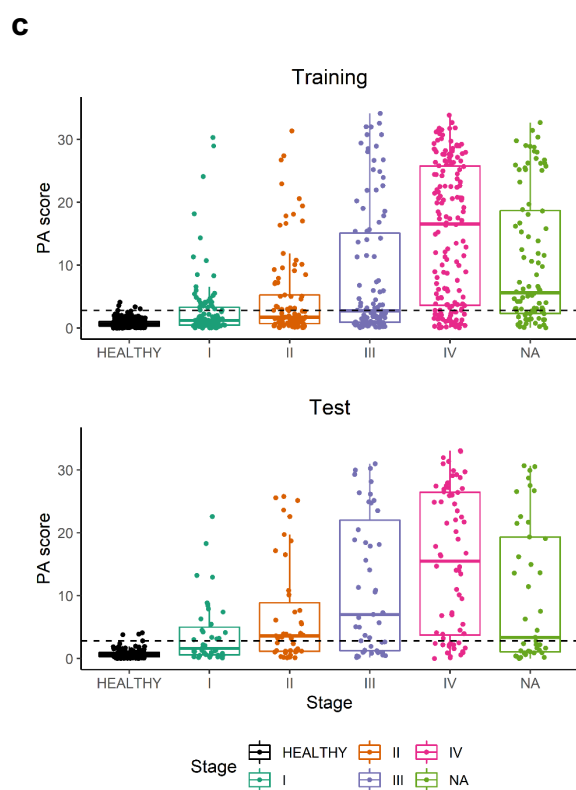 c
Training
PA score
30
20
10
0
HEALTHY I II III IV NA
Test
PA score
30
20
10
0
HEALTHY I II III IV NA
Stage
Stage HEALTHY II IV
I III NA